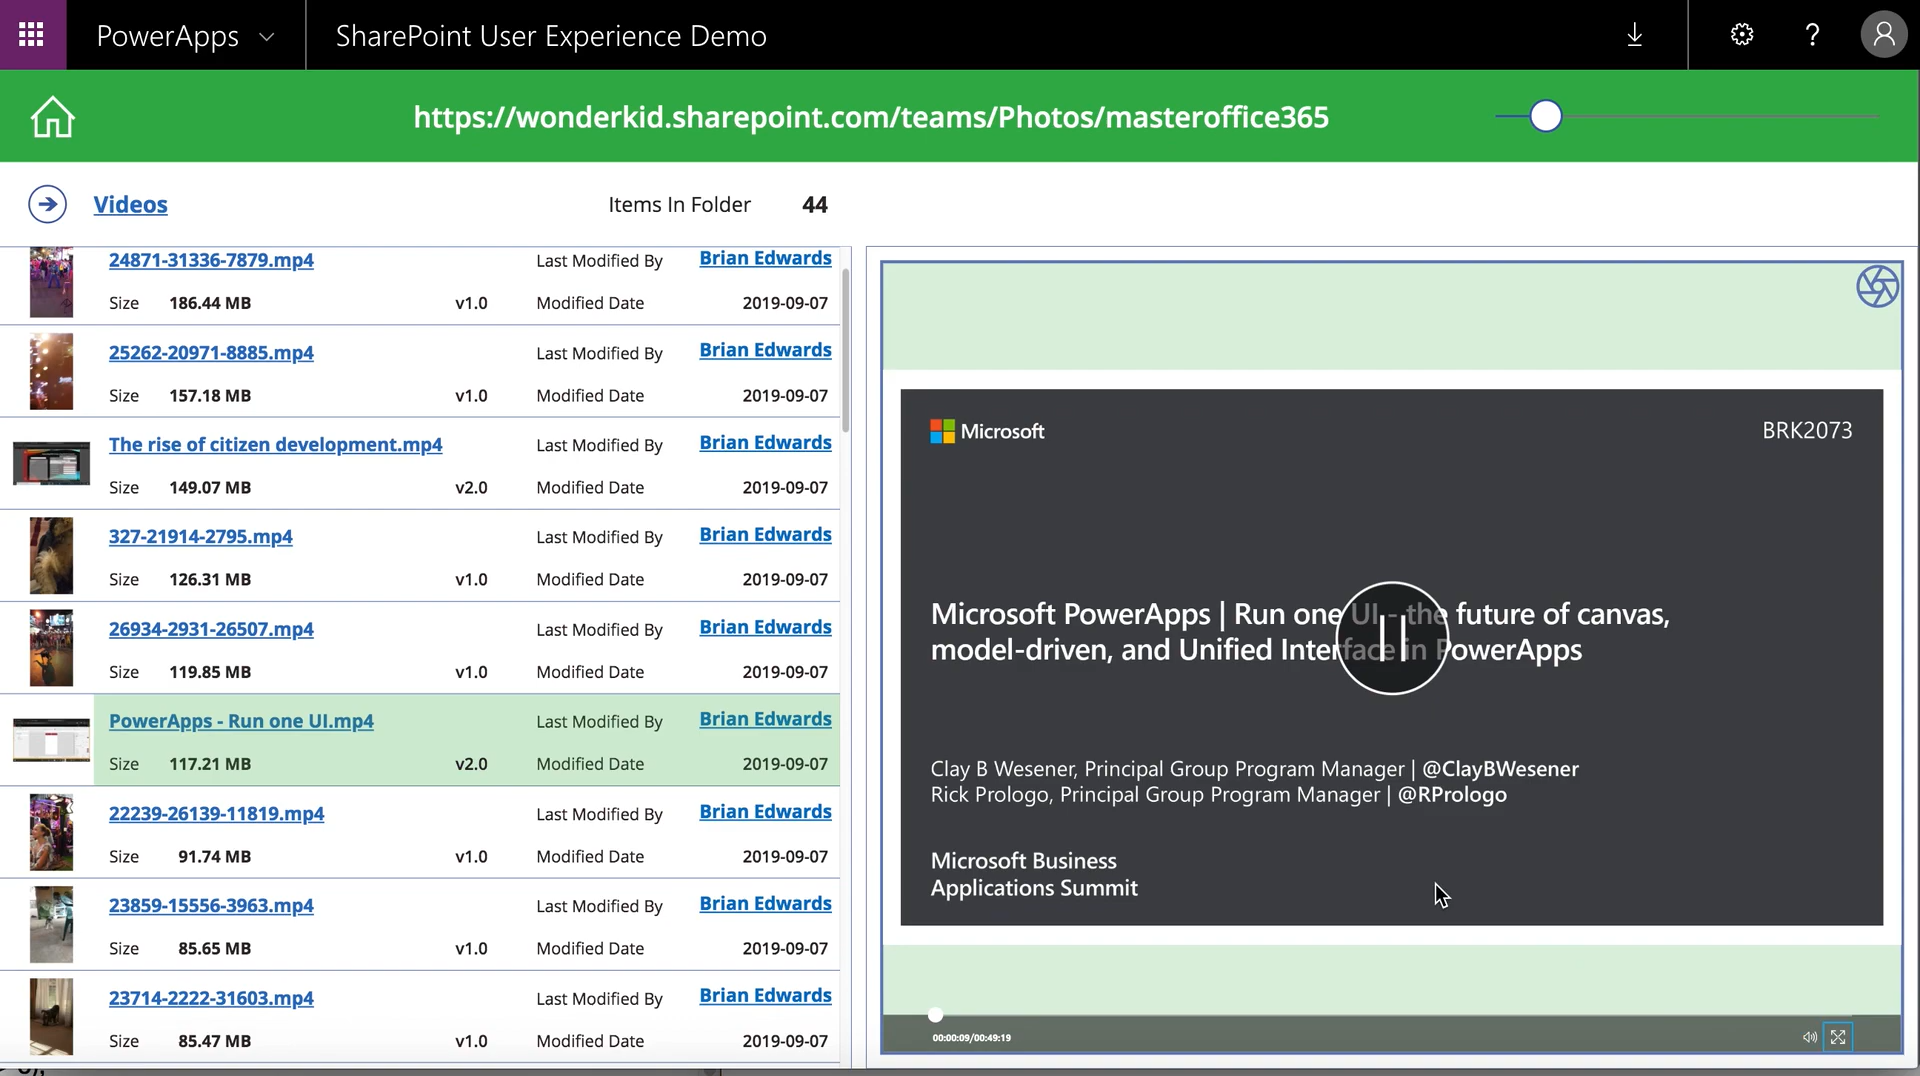 PowerApps
SharePoint User Experience Demo
?
https://wonderkid.sharepoint.com/teams/Photos/masteroffice365
Videos
Items In Folder 44
24871-31336-7879.mp4 Last Modified By Brian Edwards
Size 186.44 MB v1.0 Modified Date 2019-09-07
25262-20971-8885.mp4 Last Modified By Brian Edwards
Size 157.18 MB v1.0 Modified Date 2019-09-07
The rise of citizen development.mp4 Last Modified By Brian Edwards
Size 149.07 MB v2.0 Modified Date 2019-09-07
327-21914-2795.mp4 Last Modified By Brian Edwards
Size 126.31 MB v1.0 Modified Date 2019-09-07
26934-2931-26507.mp4 Last Modified By Brian Edwards
Size 119.85 MB v1.0 Modified Date 2019-09-07
PowerApps - Run one UI.mp4 Last Modified By Brian Edwards
Size 117.21 MB v2.0 Modified Date 2019-09-07
22239-26139-11819.mp4 Last Modified By Brian Edwards
Size 91.74 MB v1.0 Modified Date 2019-09-07
23859-15556-3963.mp4 Last Modified By Brian Edwards
Size 85.65 MB v1.0 Modified Date 2019-09-07
23714-2222-31603.mp4 Last Modified By Brian Edwards
Size 85.47 MB v1.0 Modified Date 2019-09-07
Microsoft
BRK2073
Microsoft PowerApps | Run one UI - the future of canvas,
model-driven, and Unified Interface in PowerApps
Clay B Wesener, Principal Group Program Manager | @ClayBWesener
Rick Prologo, Principal Group Program Manager | @RPrologo
Microsoft Business
Applications Summit
00:00:09/00:49:19